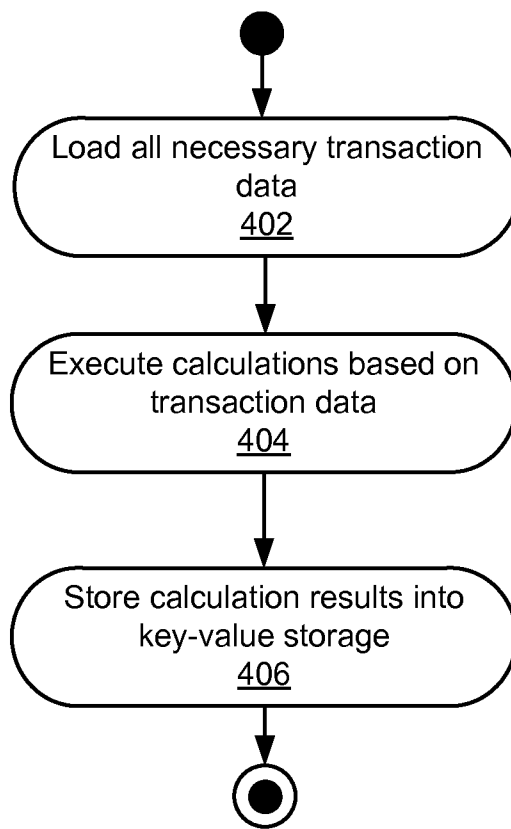 Load all necessary transaction
data
402
Execute calculations based on
transaction data
404
Store calculation results into
key-value storage
406